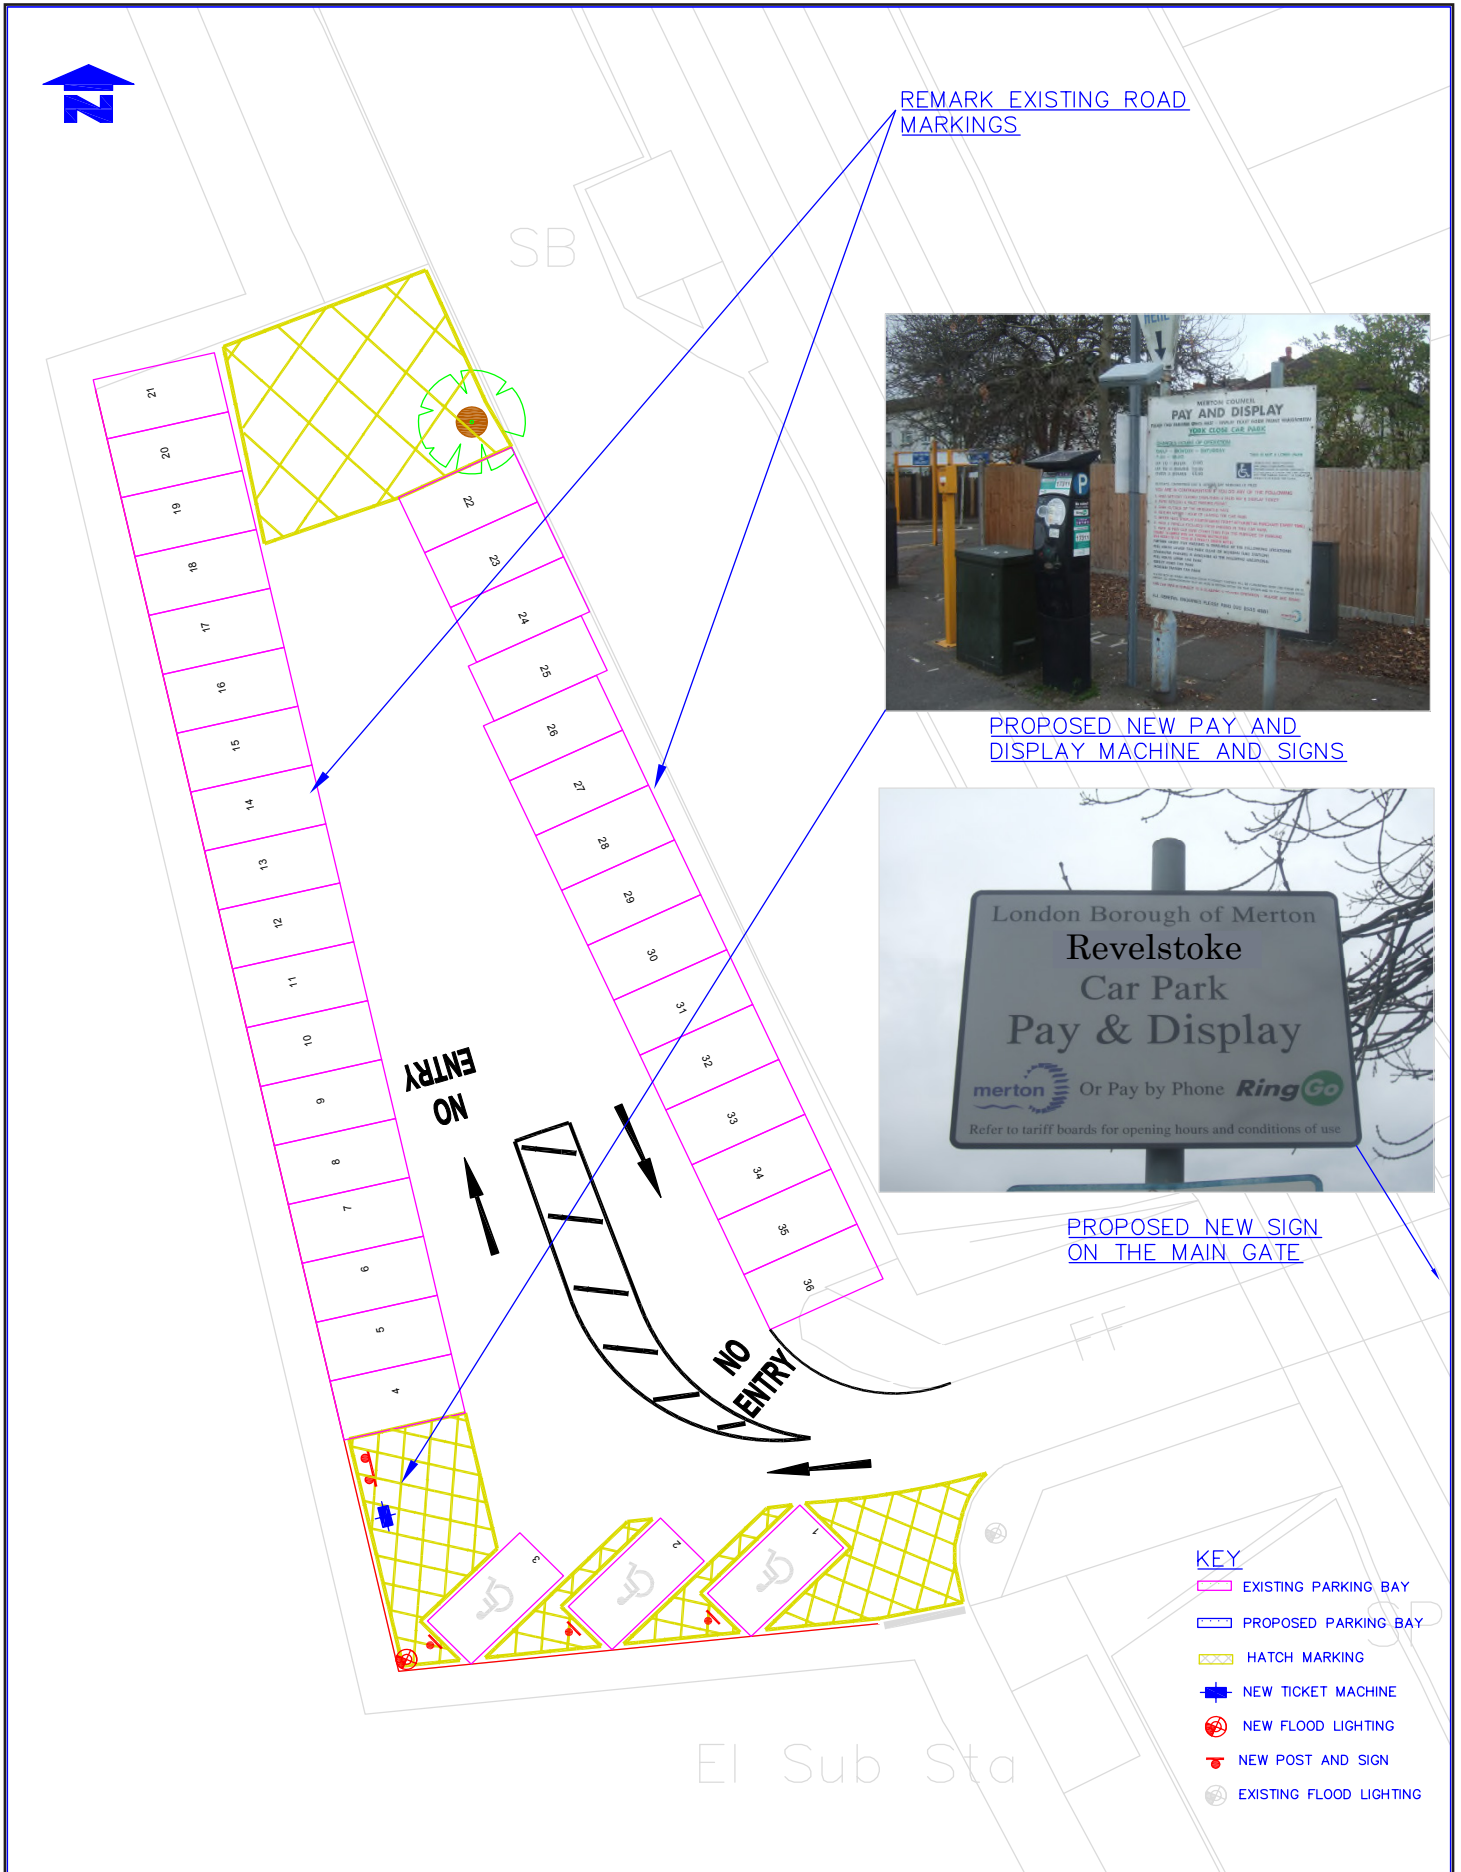 N
REMARK EXISTING ROAD
MARKINGS
SB
21
20
19
18
17
16
15
14
13
12
11
10
9
8
7
6
5
4
22
23
24
25
26
27
28
29
30
31
32
33
34
35
36
HERE
MERTON COUNCIL
PAY AND DISPLAY
YORK CLOSE CAR PARK
P
PROPOSED NEW PAY AND
DISPLAY MACHINE AND SIGNS
London Borough of Merton
Revelstoke
Car Park
Pay & Display
merton
Or Pay by Phone RingGo
Refer to tariff boards for opening hours and conditions of use
PROPOSED NEW SIGN
ON THE MAIN GATE
NO
ENTRY
NO
ENTRY
FF
3
2
1
SP
El Sub Sta
KEY
EXISTING PARKING BAY
PROPOSED PARKING BAY
HATCH MARKING
NEW TICKET MACHINE
NEW FLOOD LIGHTING
NEW POST AND SIGN
EXISTING FLOOD LIGHTING